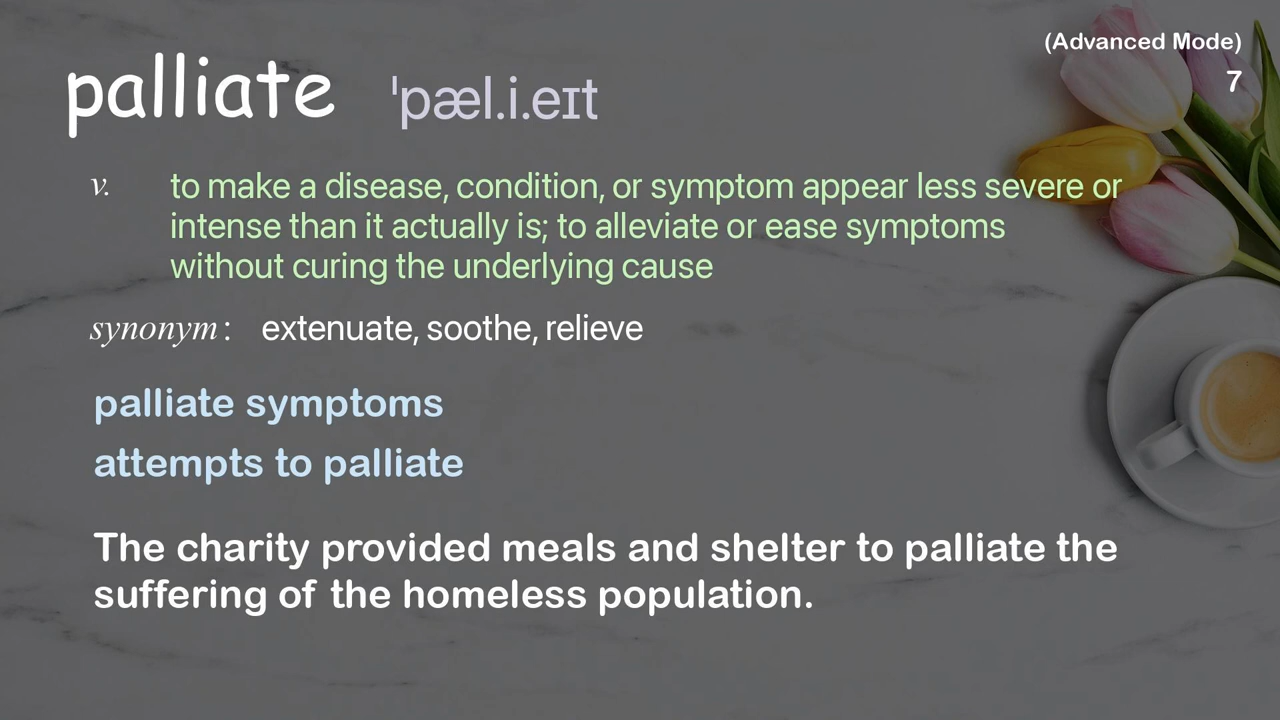 (Advanced Mode)
palliate ˈpæl.i.eɪt
7
v. to make a disease, condition, or symptom appear less severe or
intense than it actually is; to alleviate or ease symptoms
without curing the underlying cause
synonym: extenuate, soothe, relieve
palliate symptoms
attempts to palliate
The charity provided meals and shelter to palliate the
suffering of the homeless population.